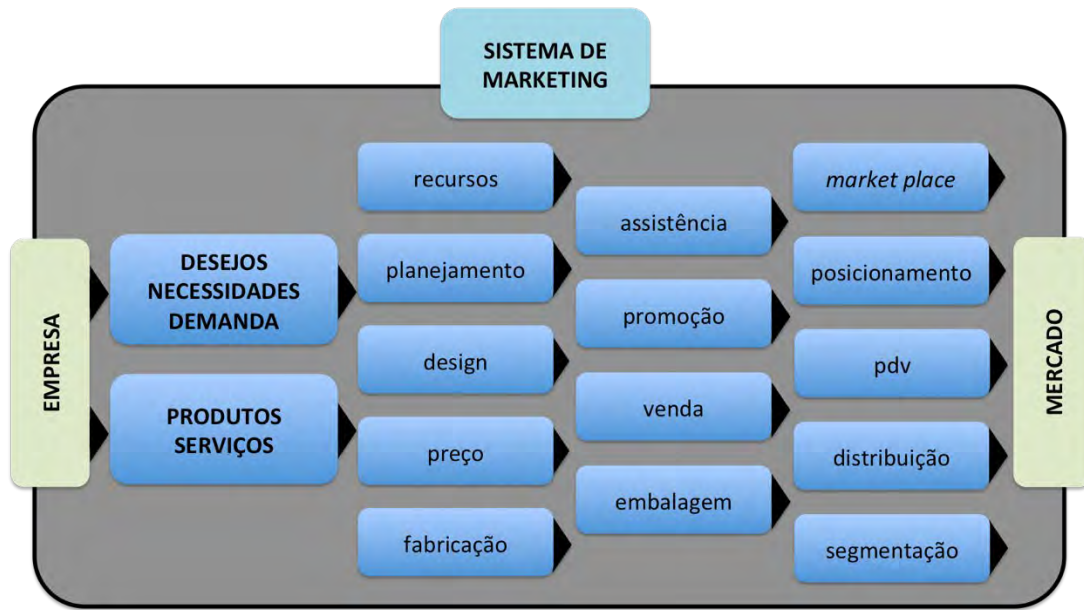 SISTEMA DE
MARKETING
EMPRESA
DESEJOS
NECESSIDADES
DEMANDA
PRODUTOS
SERVIÇOS
recursos
planejamento
design
preço
fabricação
assistência
promoção
venda
embalagem
market place
posicionamento
pdv
distribuição
segmentação
MERCADO